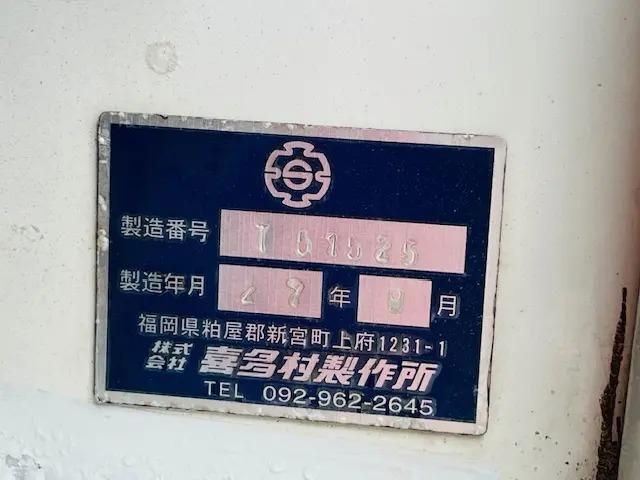 製造番号
製造年月 年 月
福岡県粕屋郡新宮町上府1231-1
株式会社 喜多村製作所
TEL 092-962-2645